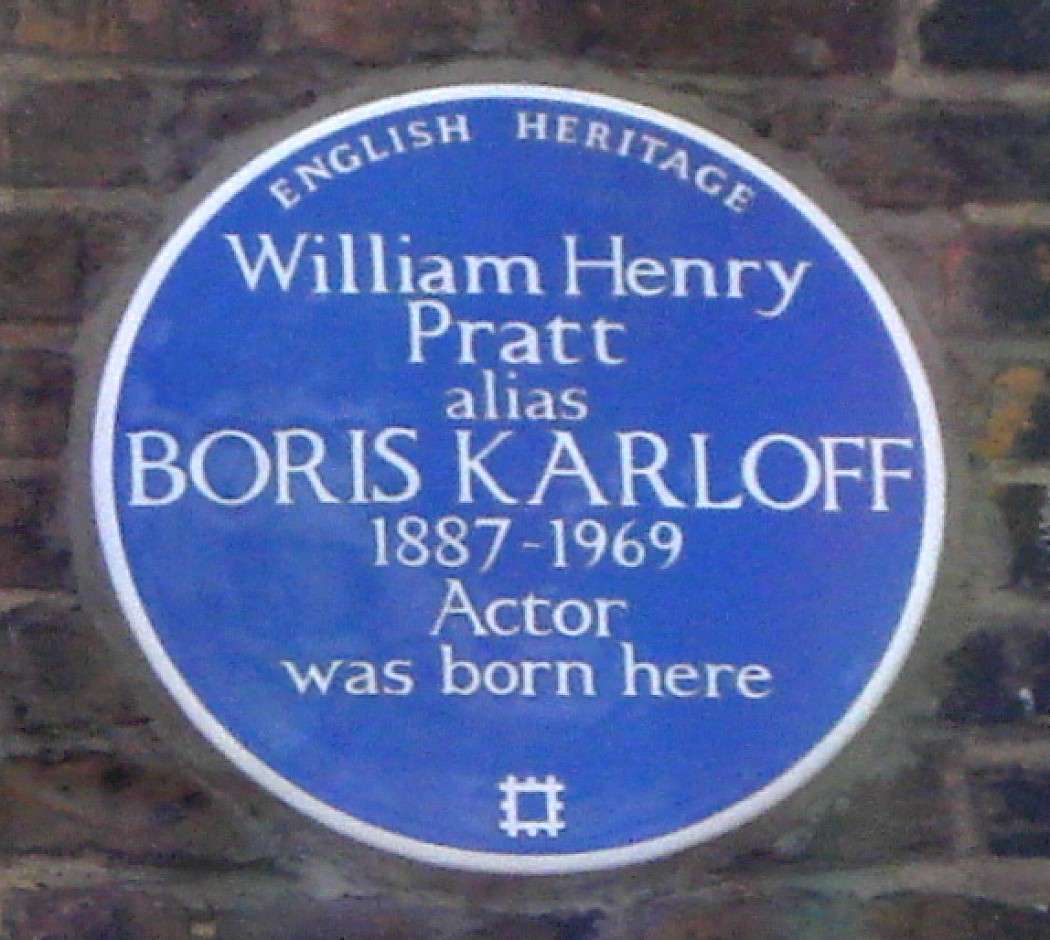 ENGLISH HERITAGE
William Henry
Pratt
alias
BORIS KARLOFF
1887-1969
Actor
was born here